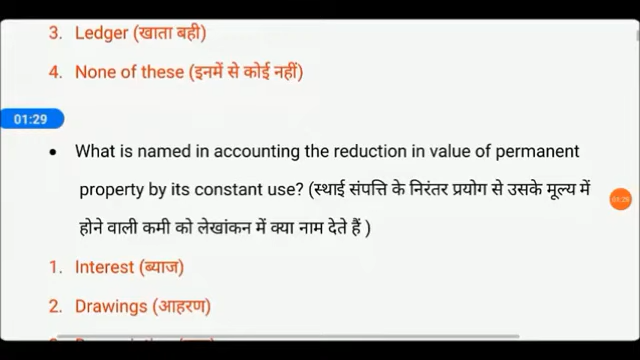 3. Ledger (खाता बही)
4. None of these (इनमें से कोई नहीं)
01:29
• What is named in accounting the reduction in value of permanent
property by its constant use? (स्थाई संपत्ति के निरंतर प्रयोग से उसके मूल्य में
01:29
होने वाली कमी को लेखांकन में क्या नाम देते हैं )
1. Interest (ब्याज)
2. Drawings (आहरण)